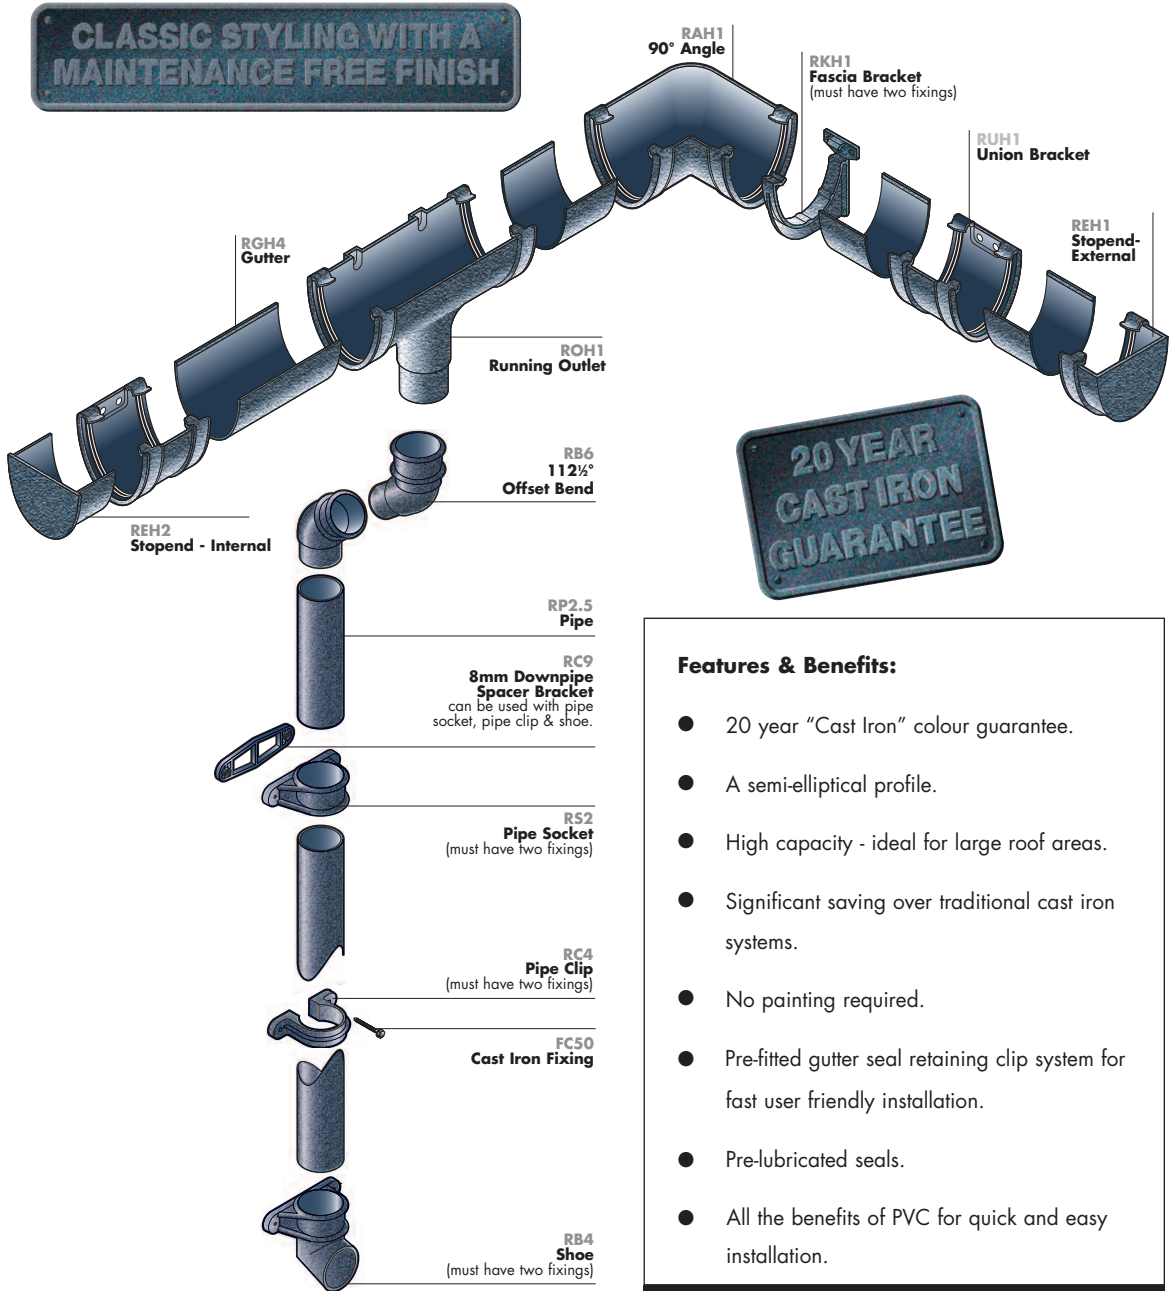 CLASSIC STYLING WITH A
MAINTENANCE FREE FINISH
RAH1
90° Angle
RKH1
Fascia Bracket
(must have two fixings)
RUH1
Union Bracket
REH1
Stopend-
External
RGH4
Gutter
ROH1
Running Outlet
RB6
112½°
Offset Bend
REH2
Stopend - Internal
20 YEAR
CAST IRON
GUARANTEE
RP2.5
Pipe
RC9
8mm Downpipe
Spacer Bracket
can be used with pipe
socket, pipe clip & shoe.
RS2
Pipe Socket
(must have two fixings)
RC4
Pipe Clip
(must have two fixings)
FC50
Cast Iron Fixing
RB4
Shoe
(must have two fixings)
Features & Benefits:
● 20 year “Cast Iron” colour guarantee.
● A semi-elliptical profile.
● High capacity - ideal for large roof areas.
● Significant saving over traditional cast iron
systems.
● No painting required.
● Pre-fitted gutter seal retaining clip system for
fast user friendly installation.
● Pre-lubricated seals.
● All the benefits of PVC for quick and easy
installation.